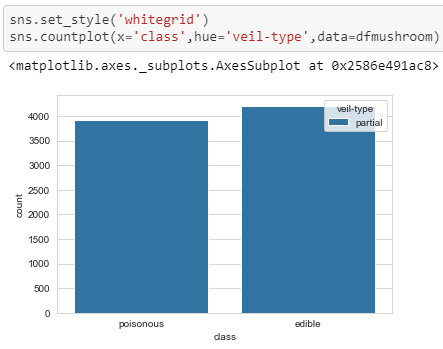 sns.set_style('whitegrid')
sns.countplot(x='class',hue='veil-type',data=dfmushroom)
<matplotlib.axes._subplots.AxesSubplot at 0x2586e491ac8>
veil-type
partial
4000
3500
3000
2500
2000
1500
1000
500
0
count
poisonous edible
class